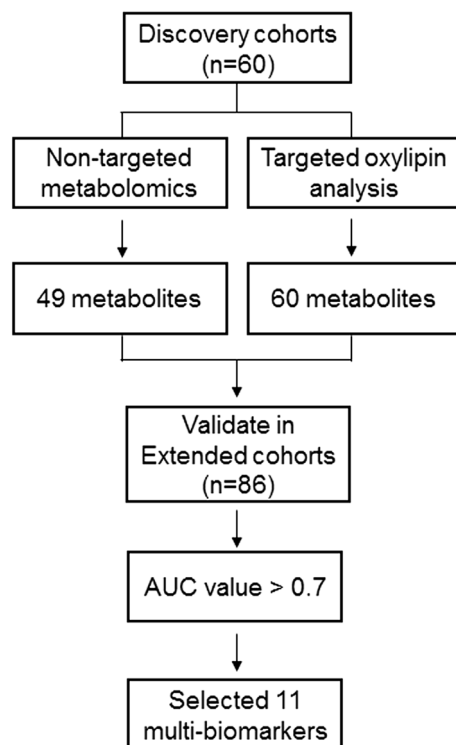 Discovery cohorts
(n=60)
Non-targeted
metabolomics
Targeted oxylipin
analysis
49 metabolites
60 metabolites
Validate in
Extended cohorts
(n=86)
AUC value > 0.7
Selected 11
multi-biomarkers